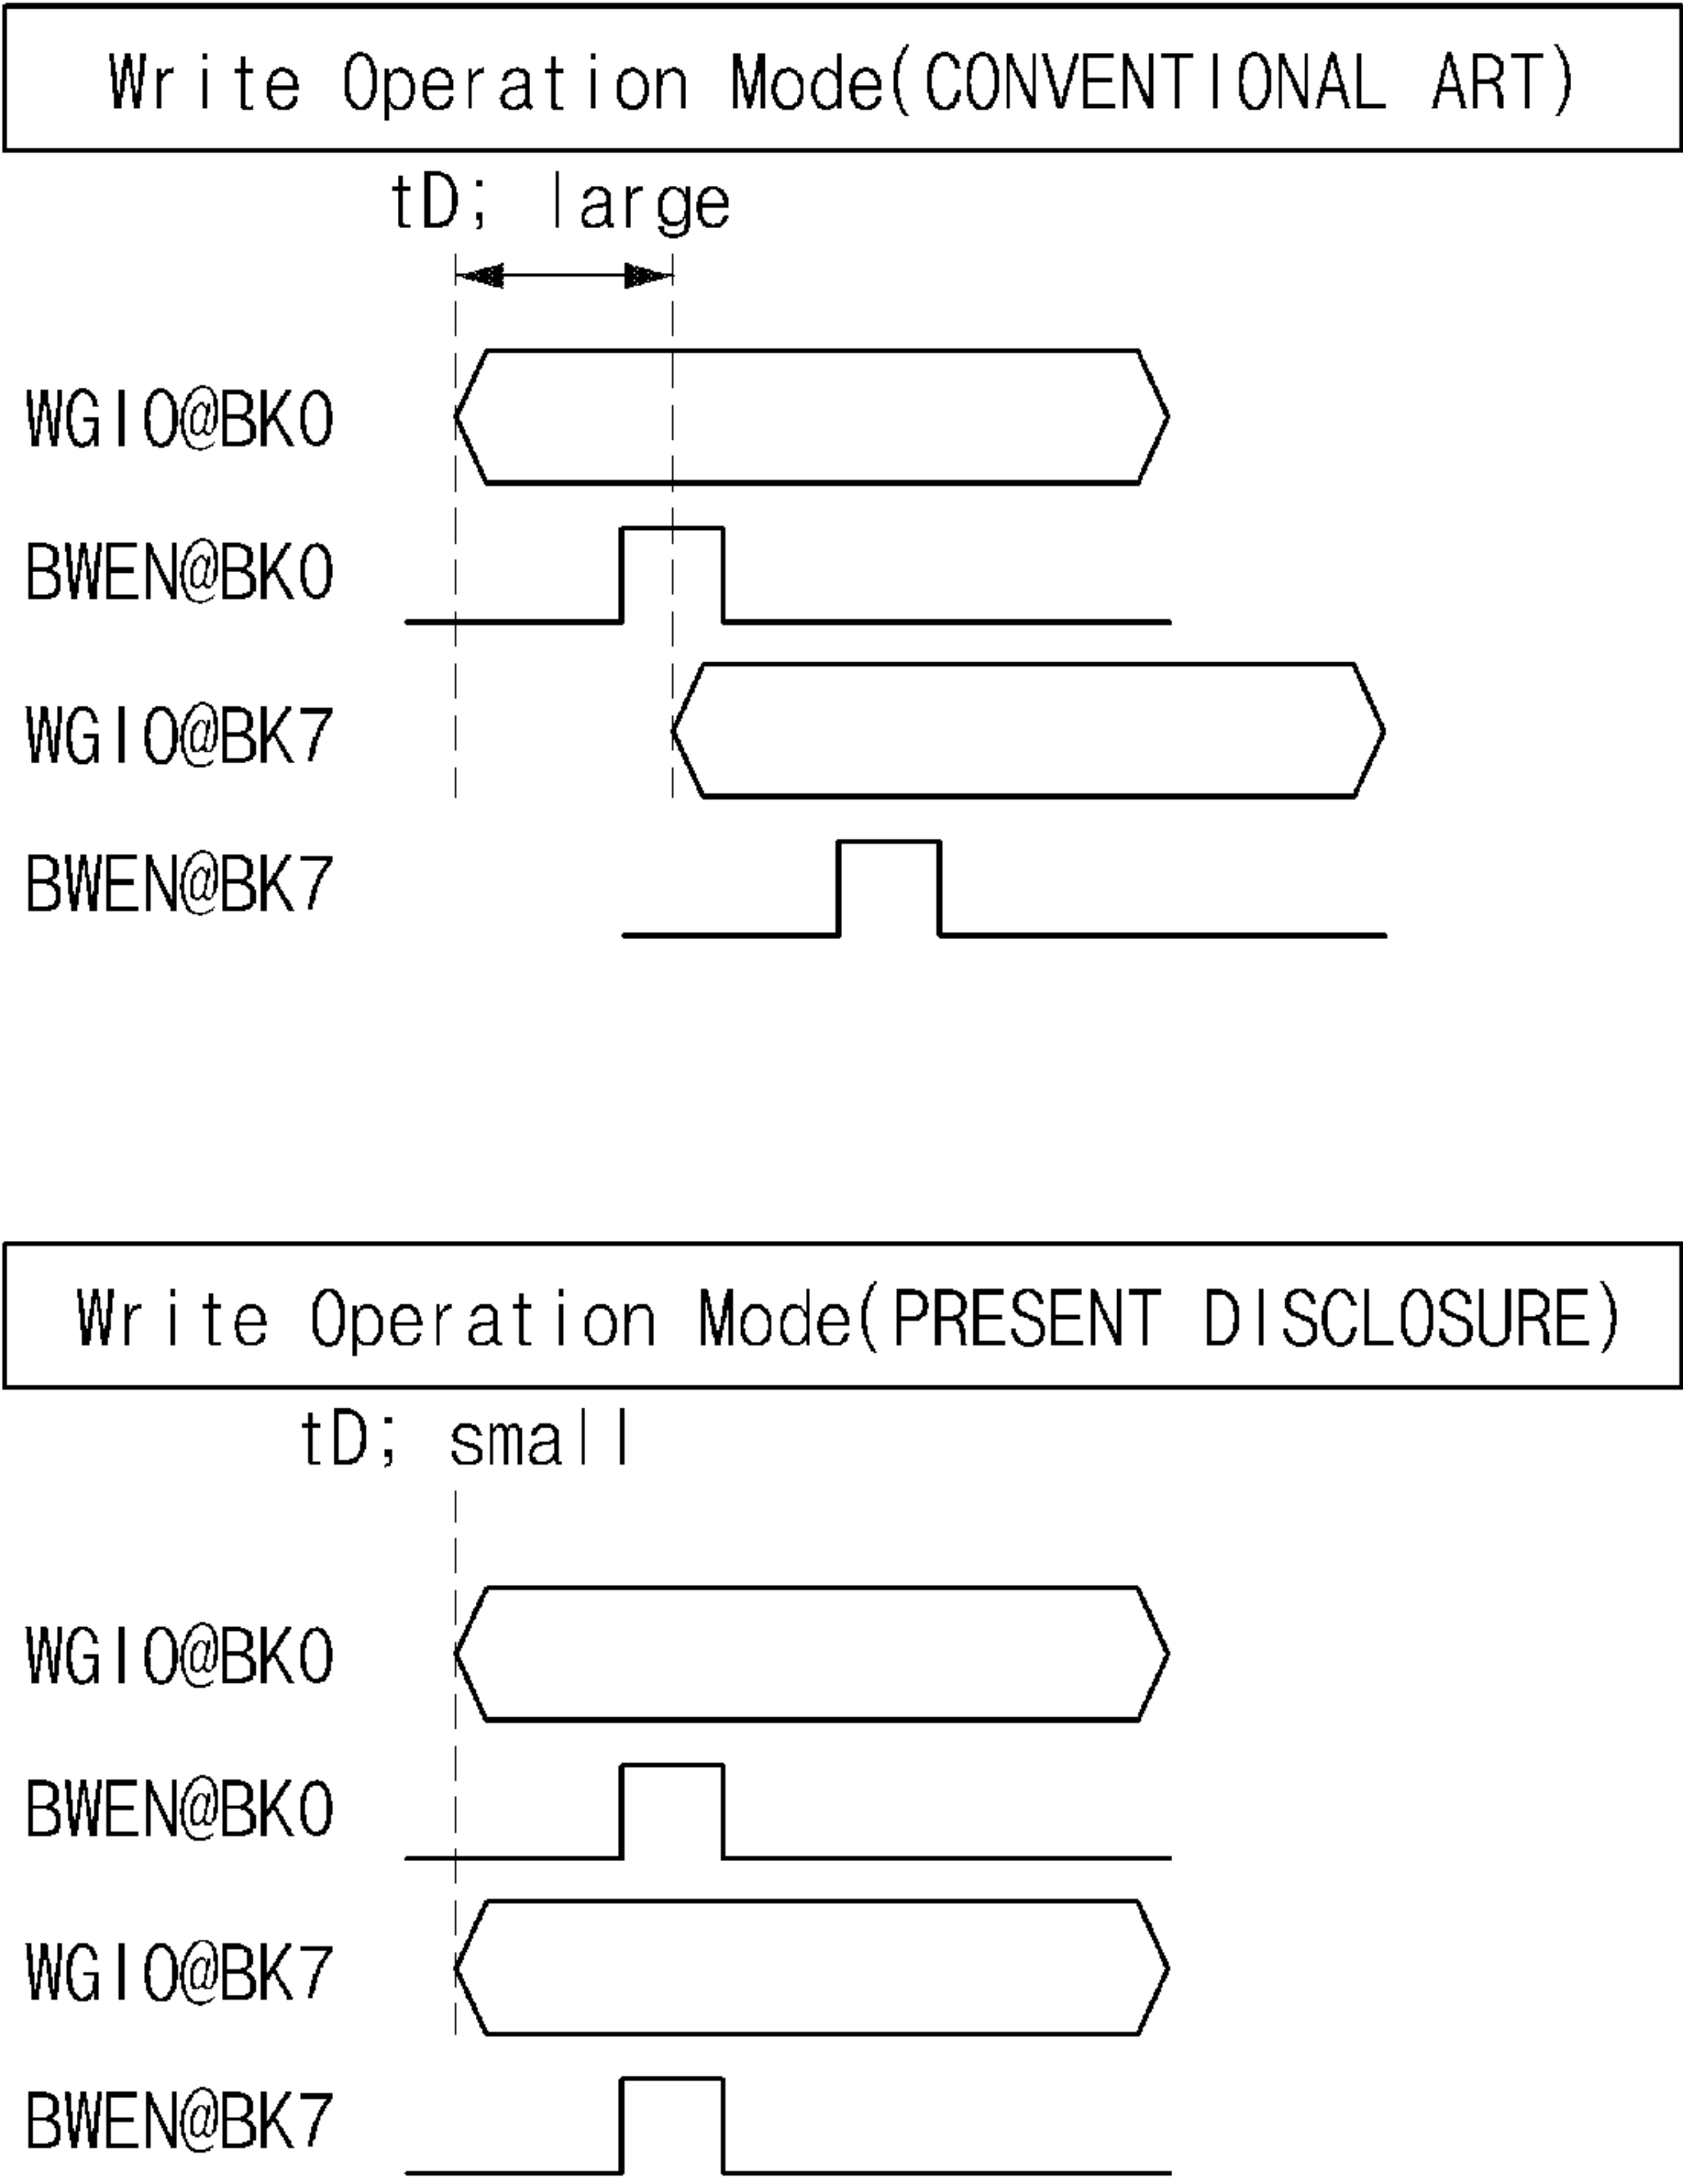 Write Operation Mode(CONVENTIONAL ART)
tD; large
WGIO@BK0
BWEN@BK0
WGIO@BK7
BWEN@BK7
Write Operation Mode(PRESENT DISCLOSURE)
tD; small
WGIO@BK0
BWEN@BK0
WGIO@BK7
BWEN@BK7